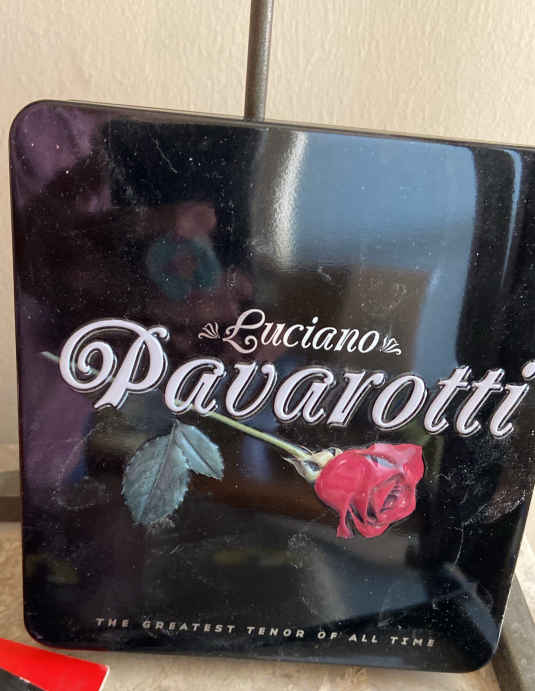 Luciano
Pavarotti
THE GREATEST TENOR OF ALL TIME